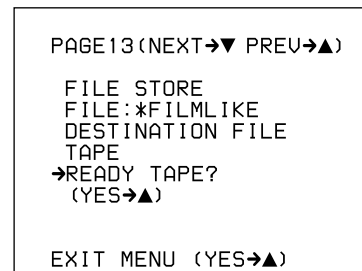 PAGE13(NEXT➔▼ PREV➔▲)
FILE STORE
FILE:*FILMLIKE
DESTINATION FILE
TAPE
➔READY TAPE?
(YES➔▲)
EXIT MENU (YES➔▲)